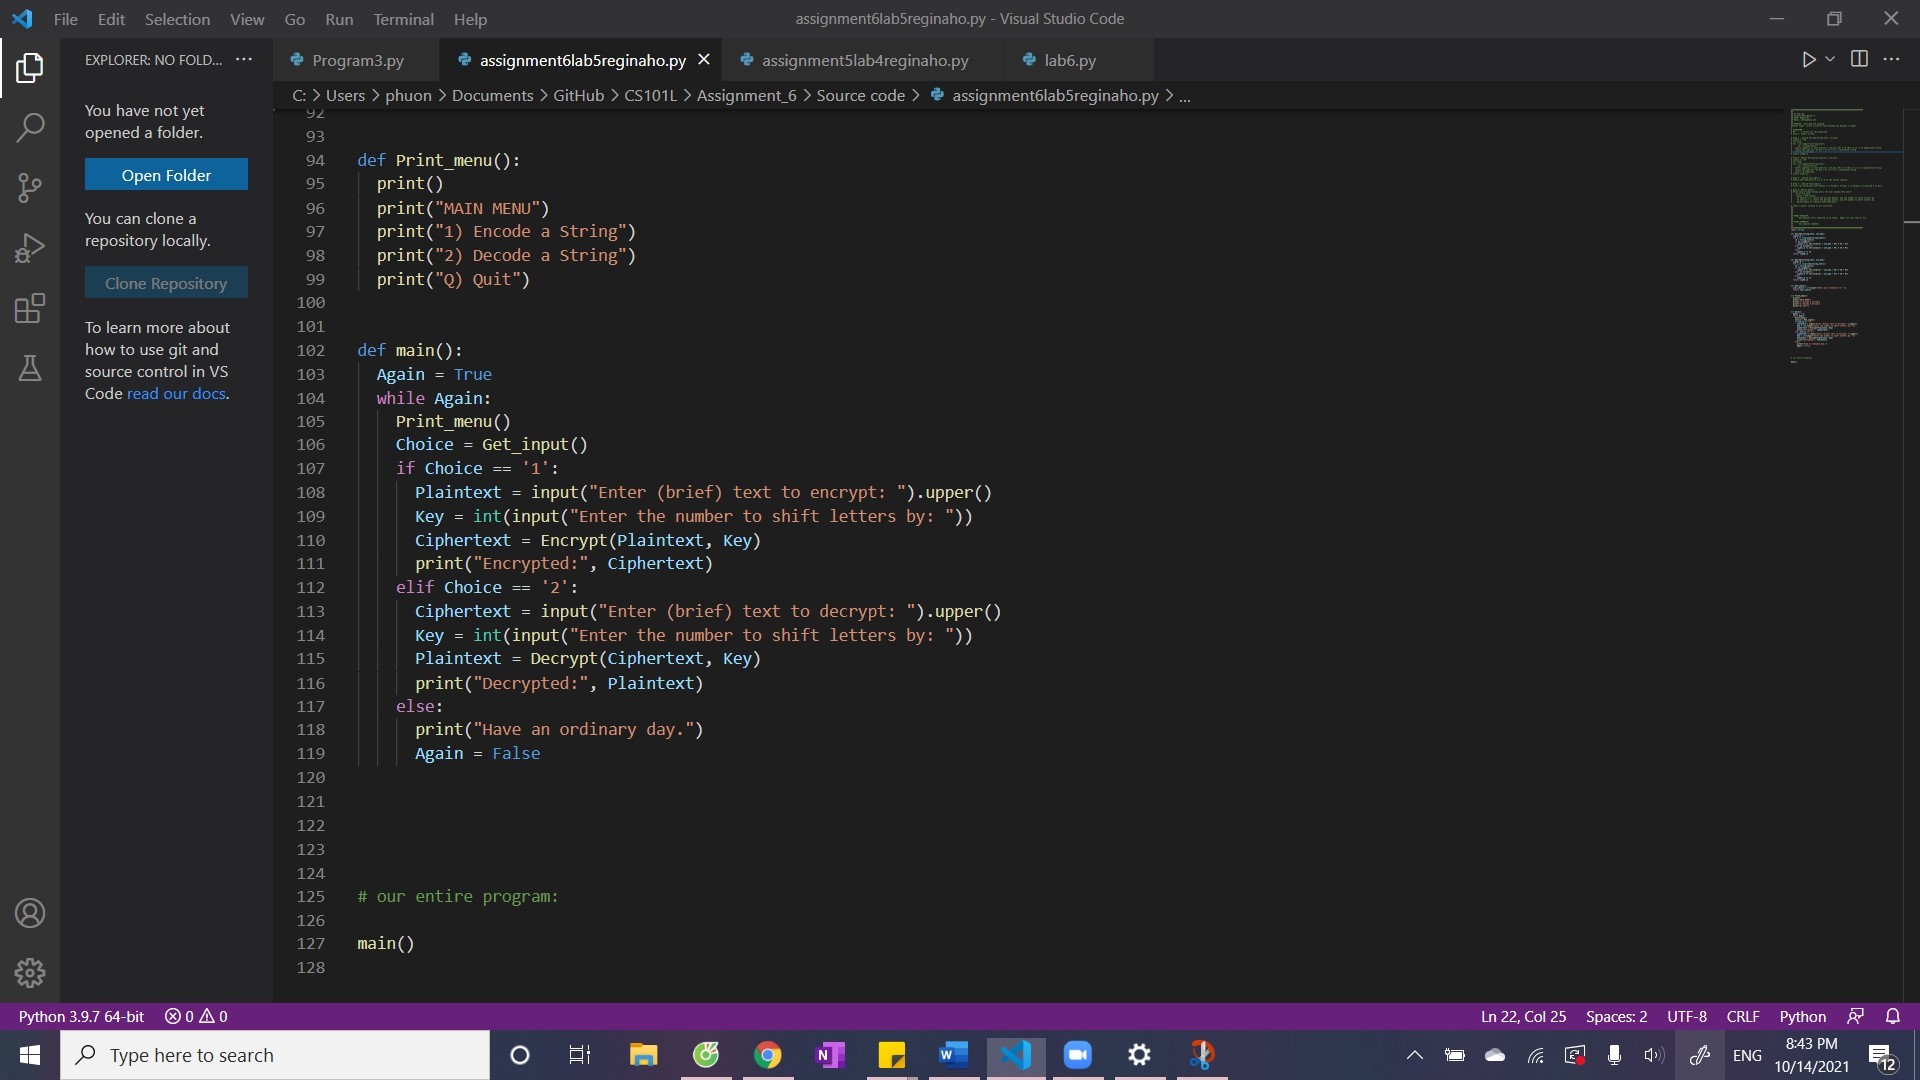 File Edit Selection View Go Run Terminal Help
assignment6lab5reginaho.py - Visual Studio Code
EXPLORER: NO FOLD... ...
Program3.py
assignment6lab5reginaho.py
assignment5lab4reginaho.py
lab6.py
C: > Users > phuon > Documents > GitHub > CS101L > Assignment_6 > Source code > assignment6lab5reginaho.py > ...
You have not yet
opened a folder.
Open Folder
You can clone a
repository locally.
Clone Repository
To learn more about
how to use git and
source control in VS
Code read our docs.
92
93
94 def Print_menu():
95 print()
96 print("MAIN MENU")
97 print("1) Encode a String")
98 print("2) Decode a String")
99 print("Q) Quit")
100
101
102 def main():
103 Again = True
104 while Again:
105 Print_menu()
106 Choice = Get_input()
107 if Choice == '1':
108 Plaintext = input("Enter (brief) text to encrypt: ").upper()
109 Key = int(input("Enter the number to shift letters by: "))
110 Ciphertext = Encrypt(Plaintext, Key)
111 print("Encrypted:", Ciphertext)
112 elif Choice == '2':
113 Ciphertext = input("Enter (brief) text to decrypt: ").upper()
114 Key = int(input("Enter the number to shift letters by: "))
115 Plaintext = Decrypt(Ciphertext, Key)
116 print("Decrypted:", Plaintext)
117 else:
118 print("Have an ordinary day.")
119 Again = False
120
121
122
123
124
125 # our entire program:
126
127 main()
128
Python 3.9.7 64-bit 0 0
Ln 22, Col 25 Spaces: 2 UTF-8 CRLF Python
Type here to search
N
W
ENG
8:43 PM
10/14/2021
12